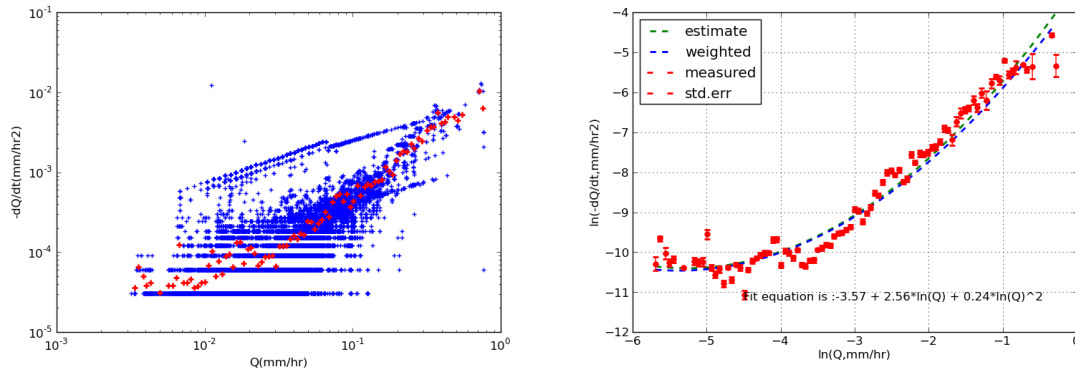 10^-1
10^-2
10^-3
10^-4
10^-5
-dQ/dt(mm/hr2)
10^-3
10^-2
10^-1
10^0
Q(mm/hr)
-4
-5
-6
-7
-8
-9
-10
-11
-12
ln(-dQ/dt,mm/hr2)
estimate
weighted
measured
std.err
Fit equation is :-3.57 + 2.56*ln(Q) + 0.24*ln(Q)^2
-6
-5
-4
-3
-2
-1
0
ln(Q,mm/hr)